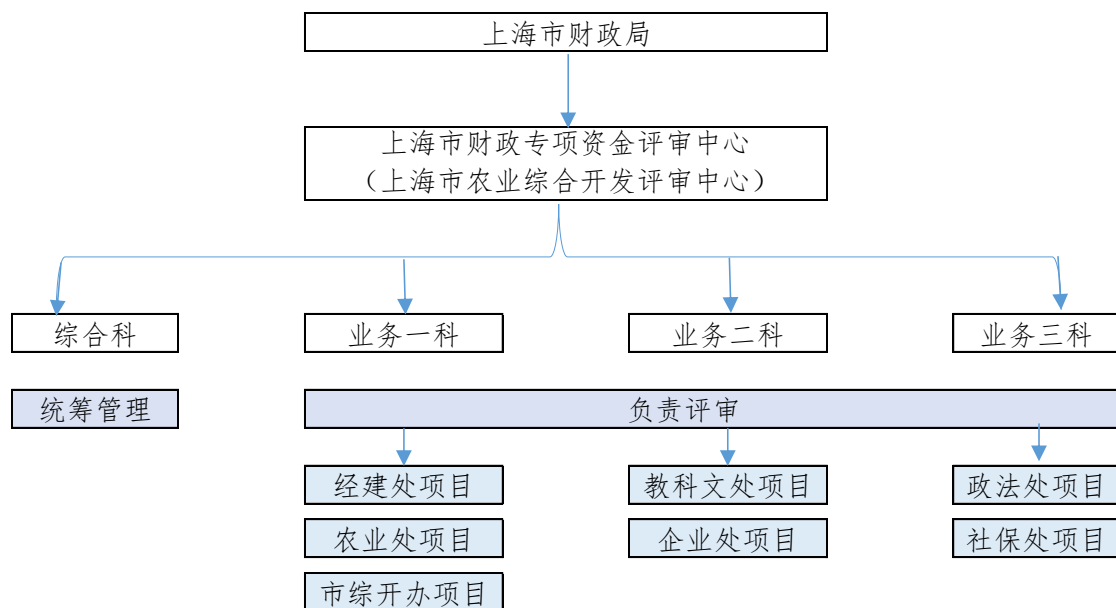 上海市财政局
上海市财政专项资金评审中心
（上海市农业综合开发评审中心）
综合科
业务一科
业务二科
业务三科
统筹管理
负责评审
经建处项目
教科文处项目
政法处项目
农业处项目
企业处项目
社保处项目
市综开办项目